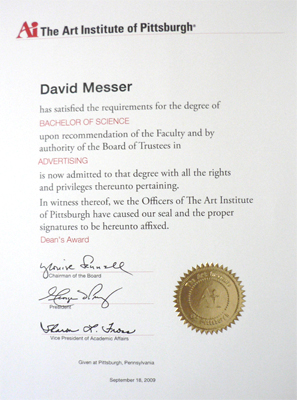 Ai The Art Institute of Pittsburgh®
David Messer
has satisfied the requirements for the degree of
BACHELOR OF SCIENCE
upon recommendation of the Faculty and by
authority of the Board of Trustees in
ADVERTISING
is now admitted to that degree with all the rights
and privileges thereunto pertaining.
In witness thereof, we the Officers of The Art Institute
of Pittsburgh have caused our seal and the proper
signatures to be hereunto affixed.
Dean's Award
Chairman of the Board
President
Vice President of Academic Affairs
The Art Institute
Ai
Given at Pittsburgh, Pennsylvania
September 18, 2009